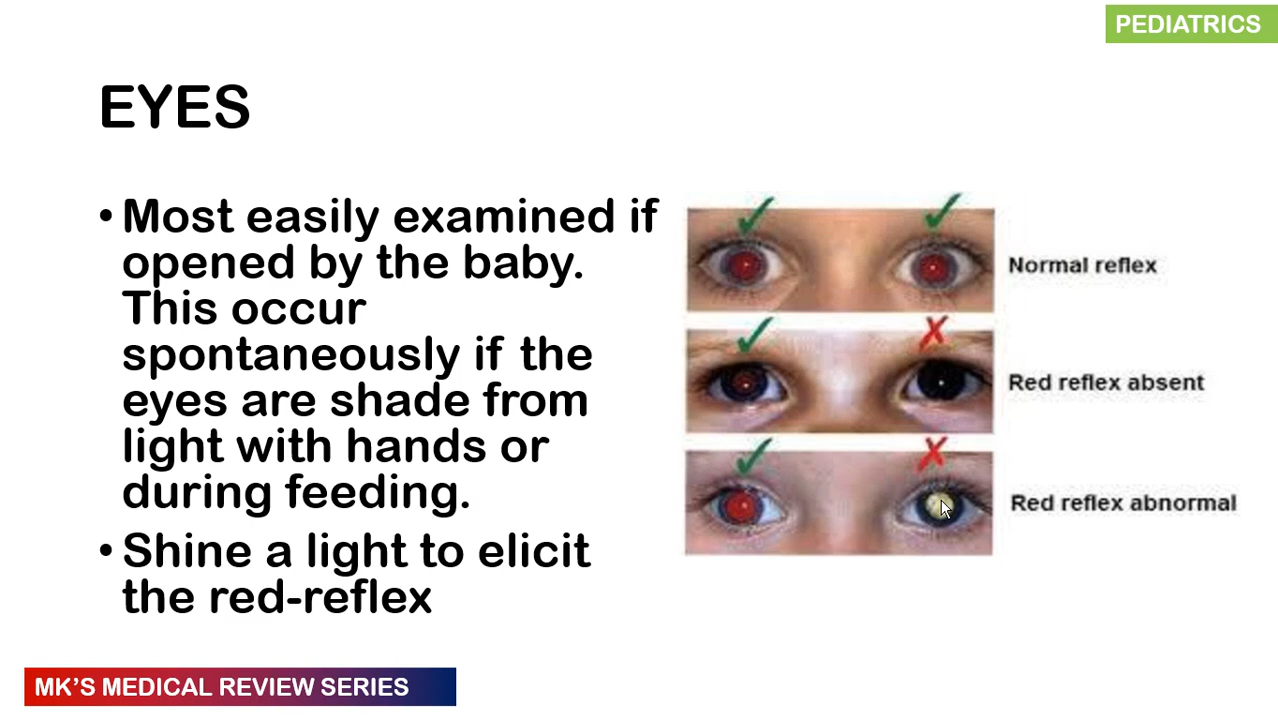 PEDIATRICS
EYES
• Most easily examined if
opened by the baby.
This occur
spontaneously if the
eyes are shade from
light with hands or
during feeding.
• Shine a light to elicit
the red-reflex
Normal reflex
Red reflex absent
Red reflex abnormal
MK'S MEDICAL REVIEW SERIES